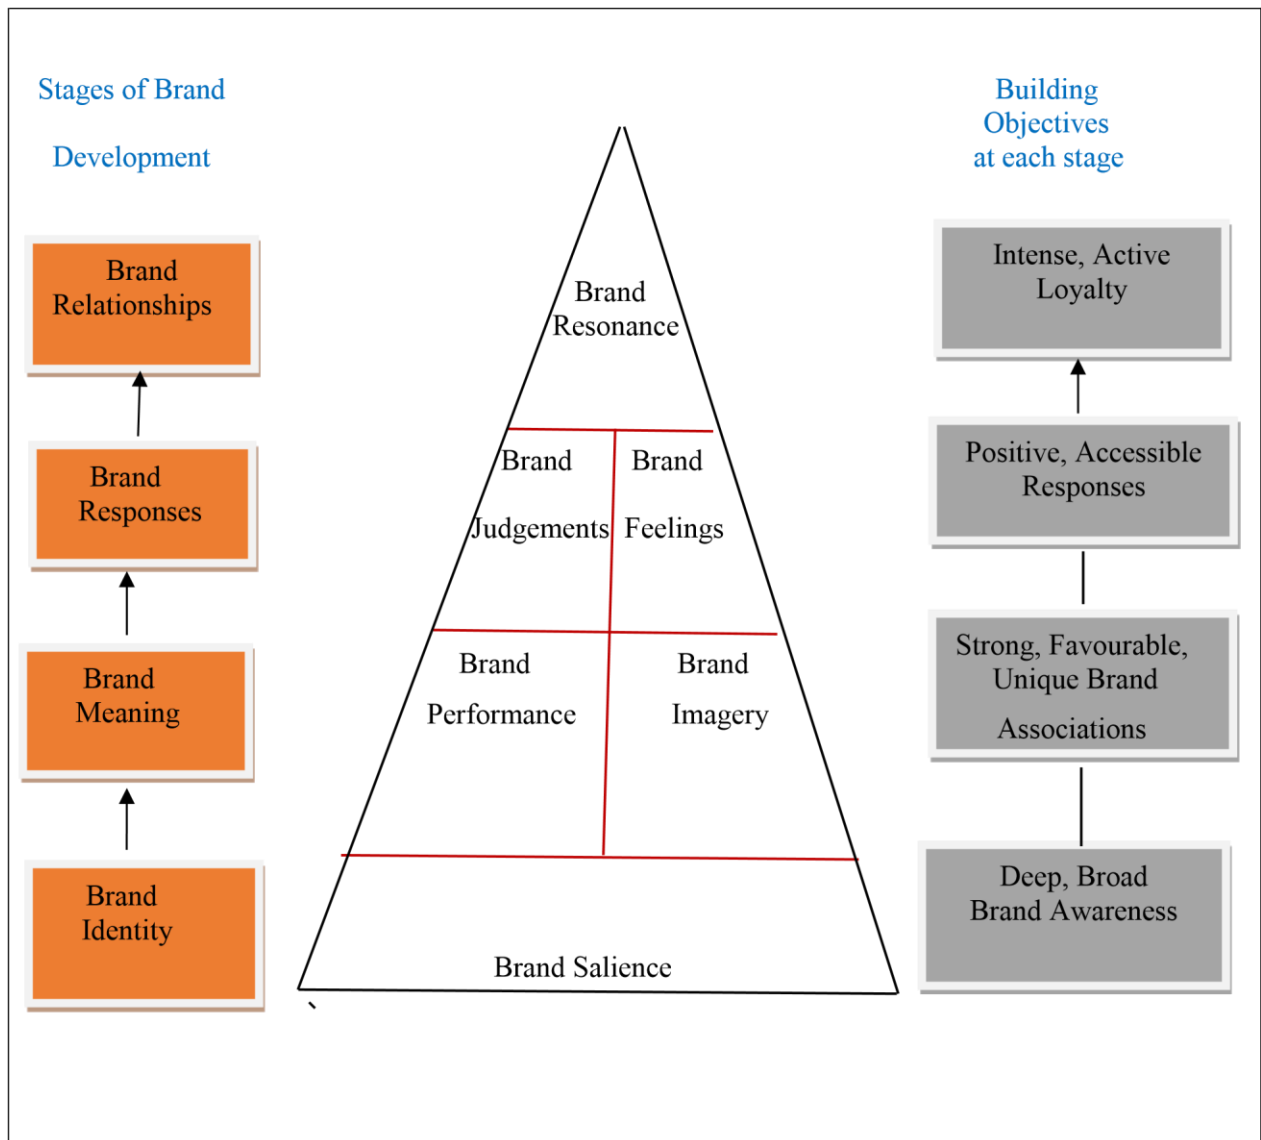 Stages of Brand
Development
Brand
Relationships
Brand
Responses
Brand
Meaning
Brand
Identity
Brand
Resonance
Brand
Judgements
Brand
Feelings
Brand
Performance
Brand
Imagery
Brand Salience
Building
Objectives
at each stage
Intense, Active
Loyalty
Positive, Accessible
Responses
Strong, Favourable,
Unique Brand
Associations
Deep, Broad
Brand Awareness